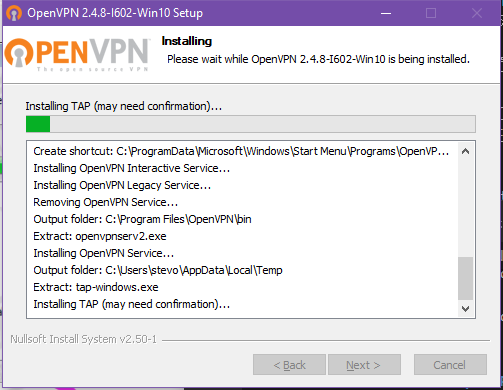 OpenVPN 2.4.8-I602-Win10 Setup
OPENVPN
The open source VPN
Installing
Please wait while OpenVPN 2.4.8-I602-Win10 is being installed.
Installing TAP (may need confirmation)...
Create shortcut: C:\ProgramData\Microsoft\Windows\Start Menu\Programs\OpenVP...
Installing OpenVPN Interactive Service...
Installing OpenVPN Legacy Service...
Removing OpenVPN Service...
Output folder: C:\Program Files\OpenVPN\bin
Extract: openvpnserv2.exe
Installing OpenVPN Service...
Output folder: C:\Users\stevo\AppData\Local\Temp
Extract: tap-windows.exe
Installing TAP (may need confirmation)...
Nullsoft Install System v2.50-1
< Back
Next >
Cancel